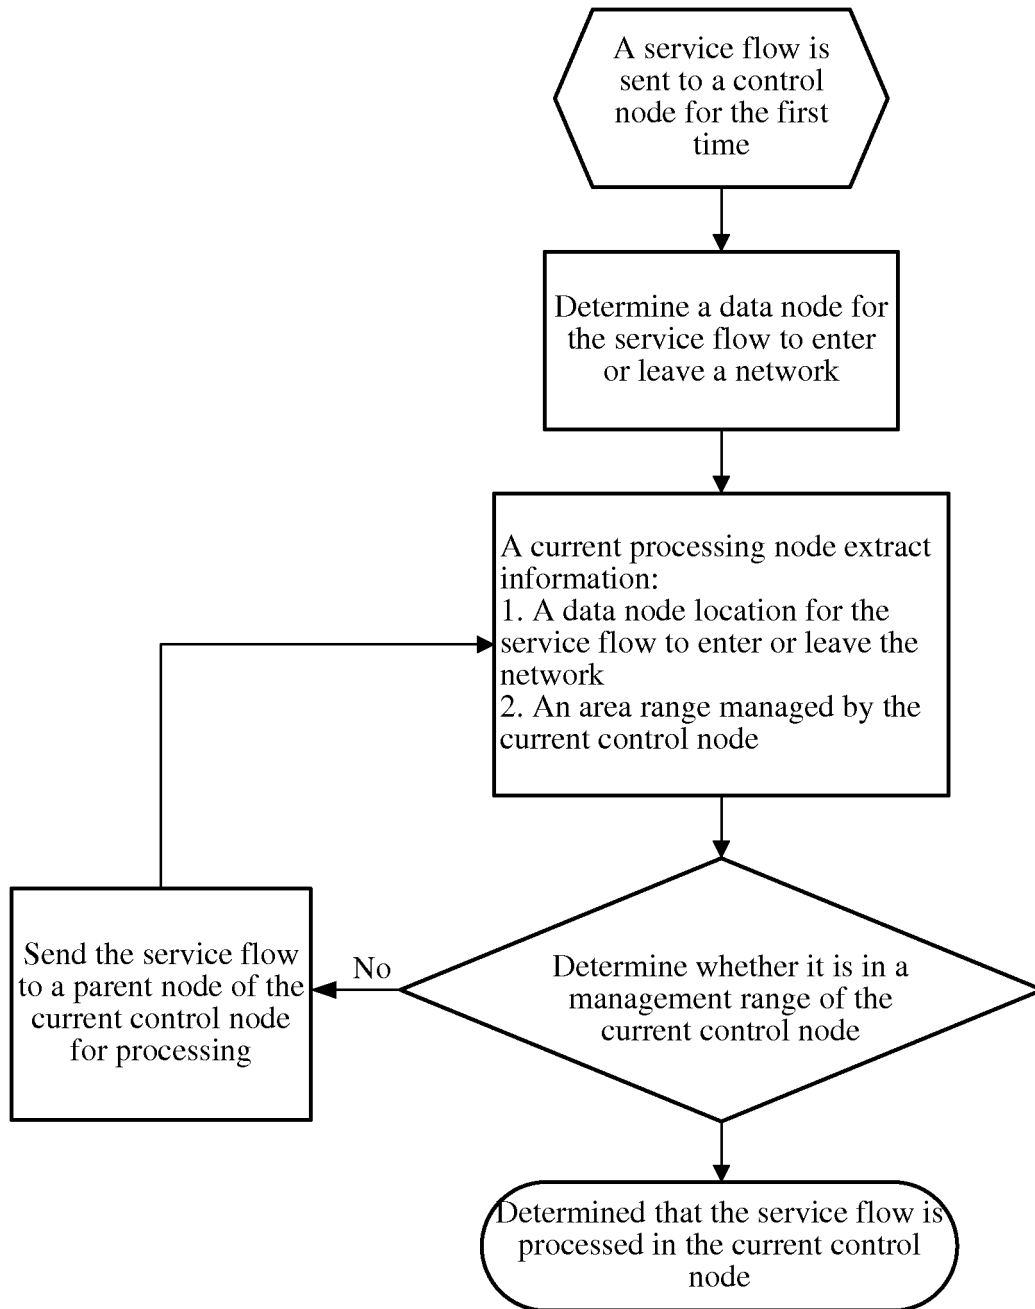 A service flow is
sent to a control
node for the first
time
Determine a data node for
the service flow to enter
or leave a network
A current processing node extract
information:
1. A data node location for the
service flow to enter or leave the
network
2. An area range managed by the
current control node
Send the service flow
to a parent node of the
current control node
for processing
No
Determine whether it is in a
management range of the
current control node
Determined that the service flow is
processed in the current control
node